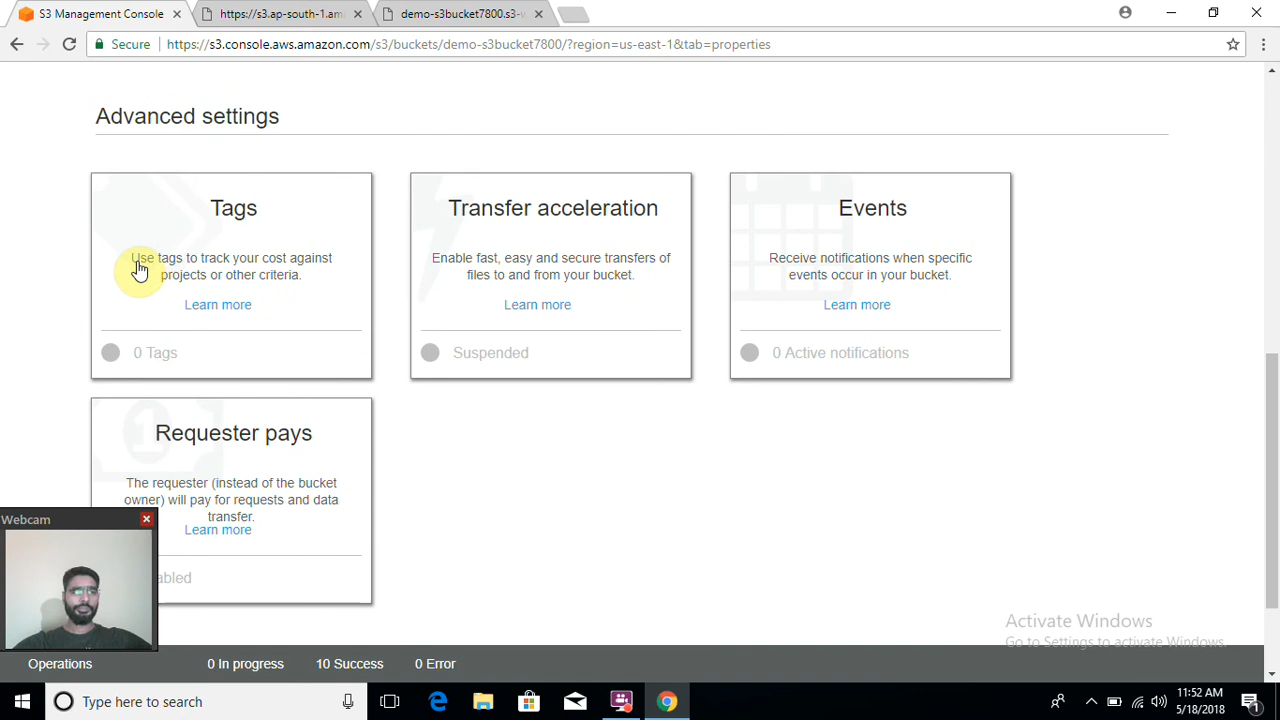 S3 Management Console
https://s3.ap-south-1.am
demo-s3bucket7800.s3-w
Secure
https://s3.console.aws.amazon.com/s3/buckets/demo-s3bucket7800/?region=us-east-1&tab=properties
Advanced settings
Tags
Use tags to track your cost against
projects or other criteria.
Learn more
0 Tags
Transfer acceleration
Enable fast, easy and secure transfers of
files to and from your bucket.
Learn more
Suspended
Events
Receive notifications when specific
events occur in your bucket.
Learn more
0 Active notifications
Requester pays
The requester (instead of the bucket
owner) will pay for requests and data
transfer.
Learn more
abled
Webcam
Activate Windows
Go to Settings to activate Windows.
Operations
0 In progress
10 Success
0 Error
Type here to search
11:52 AM
5/18/2018
1